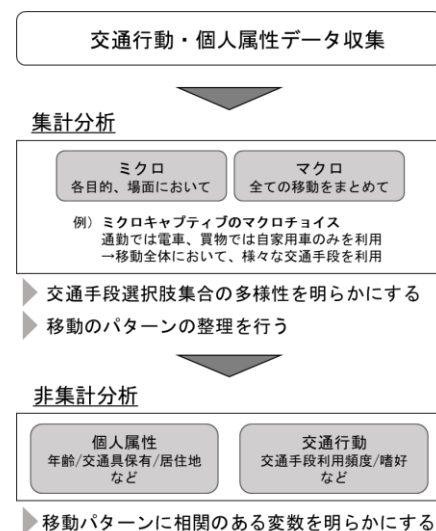 交通行動・個人属性データ収集
集計分析
ミクロ
各目的、場面において
マクロ
全ての移動をまとめて
例）ミクロキャプティブのマクロチョイス
通勤では電車、買物では自家用車のみを利用
→移動全体において、様々な交通手段を利用
交通手段選択肢集合の多様性を明らかにする
移動のパターンの整理を行う
非集計分析
個人属性
年齢/交通具保有/居住地
など
交通行動
交通手段利用頻度/嗜好
など
移動パターンに相関のある変数を明らかにする